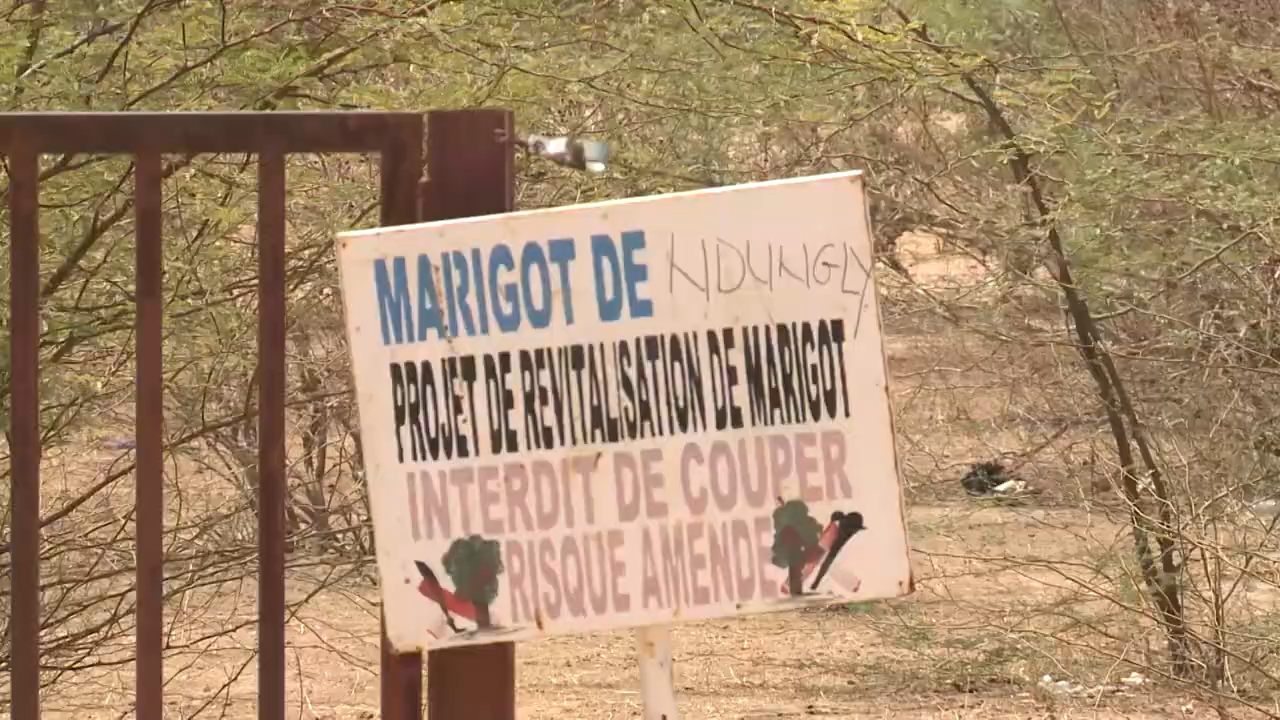 MARIGOT DE NDUNGLY
PROJET DE REVITALISATION DE MARIGOT
INTERDIT DE COUPER
RISQUE AMENDE